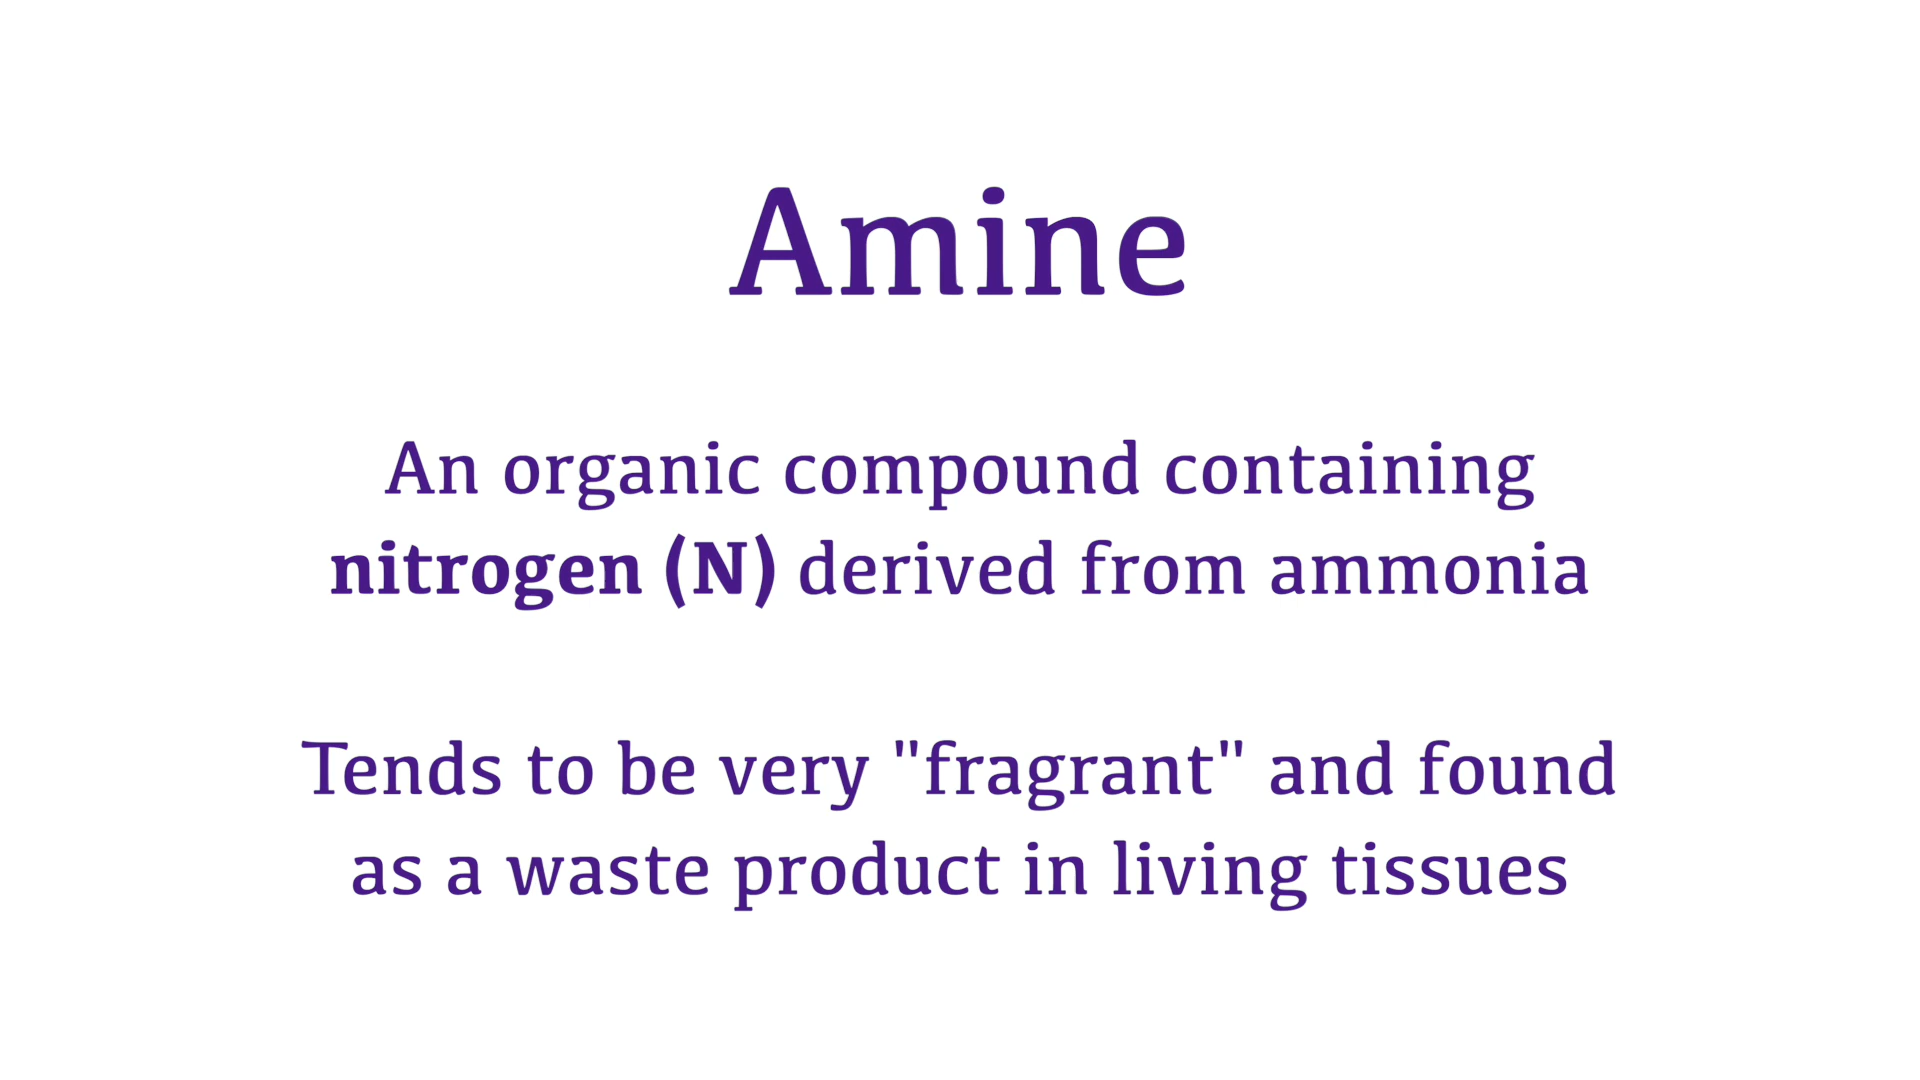 Amine
An organic compound containing
nitrogen (N) derived from ammonia
Tends to be very "fragrant" and found
as a waste product in living tissues